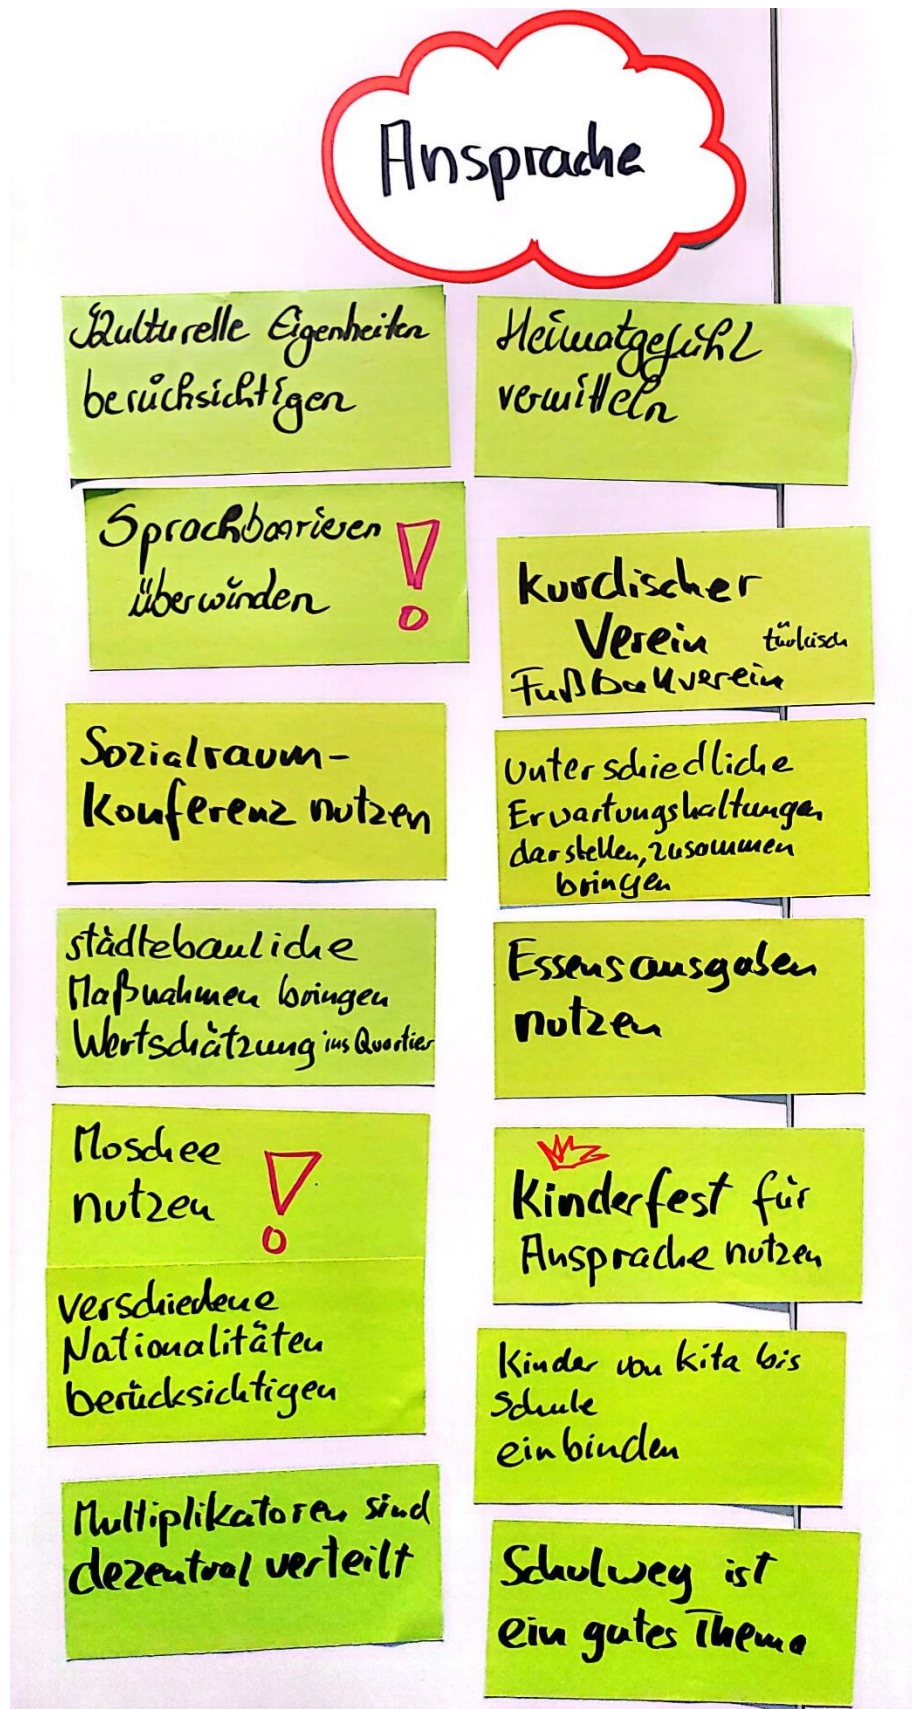 Ansprache
Kulturelle Eigenheiten
berücksichtigen
Sprachbarrieren
überwinden
Sozialraum-
Konferenz nutzen
städtebauliche
Maßnahmen bringen
Wertschätzung ins Quartier
Moschee
nutzen
verschiedene
Nationalitäten
berücksichtigen
Multiplikatoren sind
dezentral verteilt
Heimatgefühl
vermitteln
kurdischer
Verein türkisch
Fußballverein
Unterschiedliche
Erwartungshaltungen
darstellen, zusammen
bringen
Essensausgaben
nutzen
Kinderfest für
Ansprache nutzen
Kinder von Kita bis
Schule
einbinden
Schulweg ist
ein gutes Thema